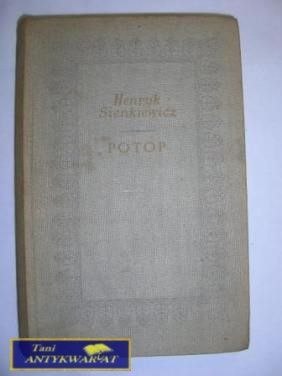 Henryk
Sienkiewicz
POTOP
Tani
ANTYKWARIAT